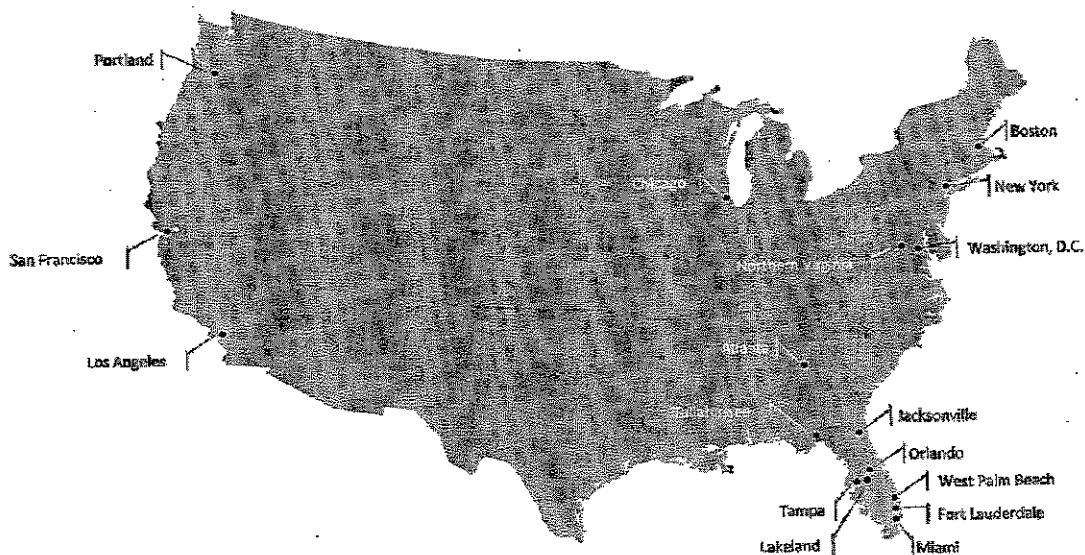 Portland
Boston
Chicago
New York
San Francisco
Northern Virginia
Washington, D.C.
Los Angeles
Atlanta
Tallahassee
Jacksonville
Orlando
West Palm Beach
Tampa
Fort Lauderdale
Lakeland
Miami